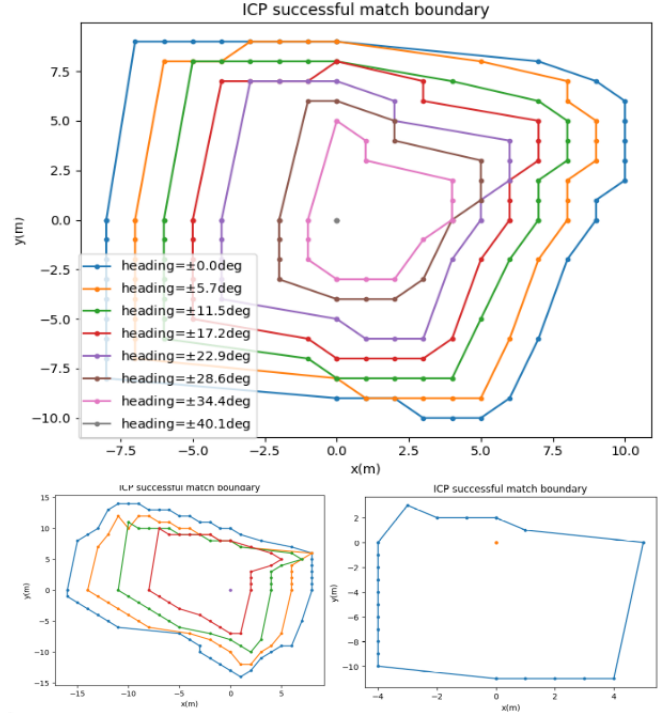 ICP successful match boundary
7.5
5.0
2.5
0.0
−2.5
−5.0
−7.5
−10.0
y(m)
heading=±0.0deg
heading=±5.7deg
heading=±11.5deg
heading=±17.2deg
heading=±22.9deg
heading=±28.6deg
heading=±34.4deg
heading=±40.1deg
−7.5 −5.0 −2.5 0.0 2.5 5.0 7.5 10.0
x(m)
ICP successful match boundary
15
10
5
0
−5
−10
−15
y(m)
−15 −10 −5 0 5
x(m)
ICP successful match boundary
2
0
−2
−4
−6
−8
−10
y(m)
−4 −2 0 2 4
x(m)